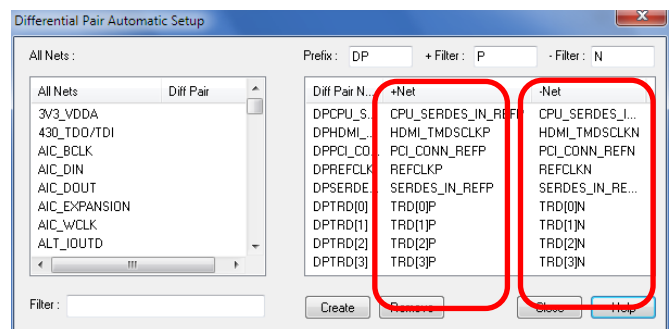 Differential Pair Automatic Setup
All Nets :
Prefix : DP + Filter : P - Filter : N
All Nets Diff Pair
3V3_VDDA
430_TDO/TDI
AIC_BCLK
AIC_DIN
AIC_DOUT
AIC_EXPANSION
AIC_WCLK
ALT_IOUTD
Diff Pair N... +Net -Net
DPCPU_S... CPU_SERDES_IN_REFP CPU_SERDES_I...
DPHDMI_... HDMI_TMDSCLKP HDMI_TMDSCLKN
DPPCI_CO... PCI_CONN_REFP PCI_CONN_REFN
DPREFCLK REFCLKP REFCLKN
DPSERDE... SERDES_IN_REFP SERDES_IN_RE...
DPTRD[0] TRD[0]P TRD[0]N
DPTRD[1] TRD[1]P TRD[1]N
DPTRD[2] TRD[2]P TRD[2]N
DPTRD[3] TRD[3]P TRD[3]N
Filter :
Create Remove Close Help